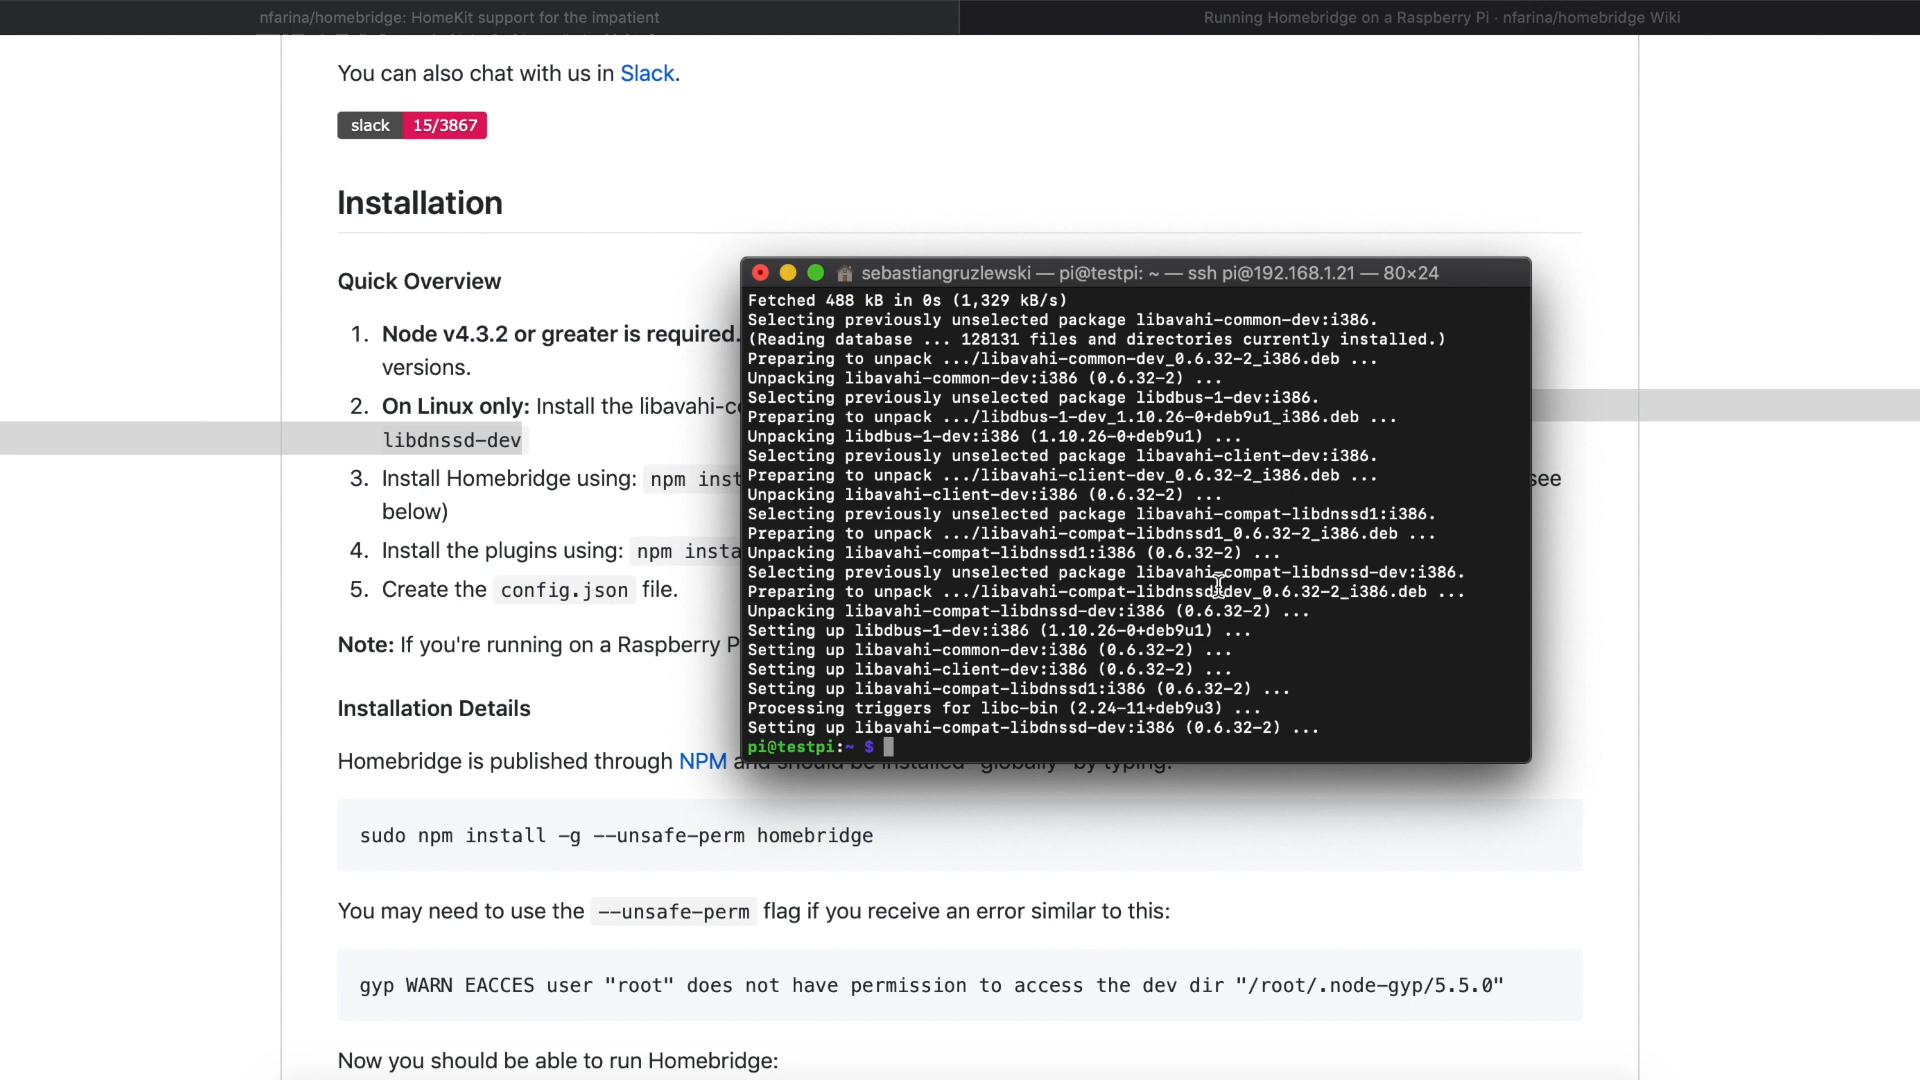 nfarina/homebridge: HomeKit support for the impatient
Running Homebridge on a Raspberry Pi · nfarina/homebridge Wiki
You can also chat with us in Slack.
slack 15/3867
Installation
Quick Overview
1. Node v4.3.2 or greater is required.
versions.
2. On Linux only: Install the libavahi-c
libdnssd-dev
3. Install Homebridge using: npm inst
see
below)
4. Install the plugins using: npm insta
5. Create the config.json file.
Note: If you're running on a Raspberry P
Installation Details
Homebridge is published through NPM and should be installed "globally" by typing:
sudo npm install -g --unsafe-perm homebridge
You may need to use the --unsafe-perm flag if you receive an error similar to this:
gyp WARN EACCES user "root" does not have permission to access the dev dir "/root/.node-gyp/5.5.0"
Now you should be able to run Homebridge:
sebastiangruzlewski — pi@testpi: ~ — ssh pi@192.168.1.21 — 80×24
Fetched 488 kB in 0s (1,329 kB/s)
Selecting previously unselected package libavahi-common-dev:i386.
(Reading database ... 128131 files and directories currently installed.)
Preparing to unpack .../libavahi-common-dev_0.6.32-2_i386.deb ...
Unpacking libavahi-common-dev:i386 (0.6.32-2) ...
Selecting previously unselected package libdbus-1-dev:i386.
Preparing to unpack .../libdbus-1-dev_1.10.26-0+deb9u1_i386.deb ...
Unpacking libdbus-1-dev:i386 (1.10.26-0+deb9u1) ...
Selecting previously unselected package libavahi-client-dev:i386.
Preparing to unpack .../libavahi-client-dev_0.6.32-2_i386.deb ...
Unpacking libavahi-client-dev:i386 (0.6.32-2) ...
Selecting previously unselected package libavahi-compat-libdnssd1:i386.
Preparing to unpack .../libavahi-compat-libdnssd1_0.6.32-2_i386.deb ...
Unpacking libavahi-compat-libdnssd1:i386 (0.6.32-2) ...
Selecting previously unselected package libavahi-compat-libdnssd-dev:i386.
Preparing to unpack .../libavahi-compat-libdnssd-dev_0.6.32-2_i386.deb ...
Unpacking libavahi-compat-libdnssd-dev:i386 (0.6.32-2) ...
Setting up libdbus-1-dev:i386 (1.10.26-0+deb9u1) ...
Setting up libavahi-common-dev:i386 (0.6.32-2) ...
Setting up libavahi-client-dev:i386 (0.6.32-2) ...
Setting up libavahi-compat-libdnssd1:i386 (0.6.32-2) ...
Processing triggers for libc-bin (2.24-11+deb9u3) ...
Setting up libavahi-compat-libdnssd-dev:i386 (0.6.32-2) ...
pi@testpi:~ $